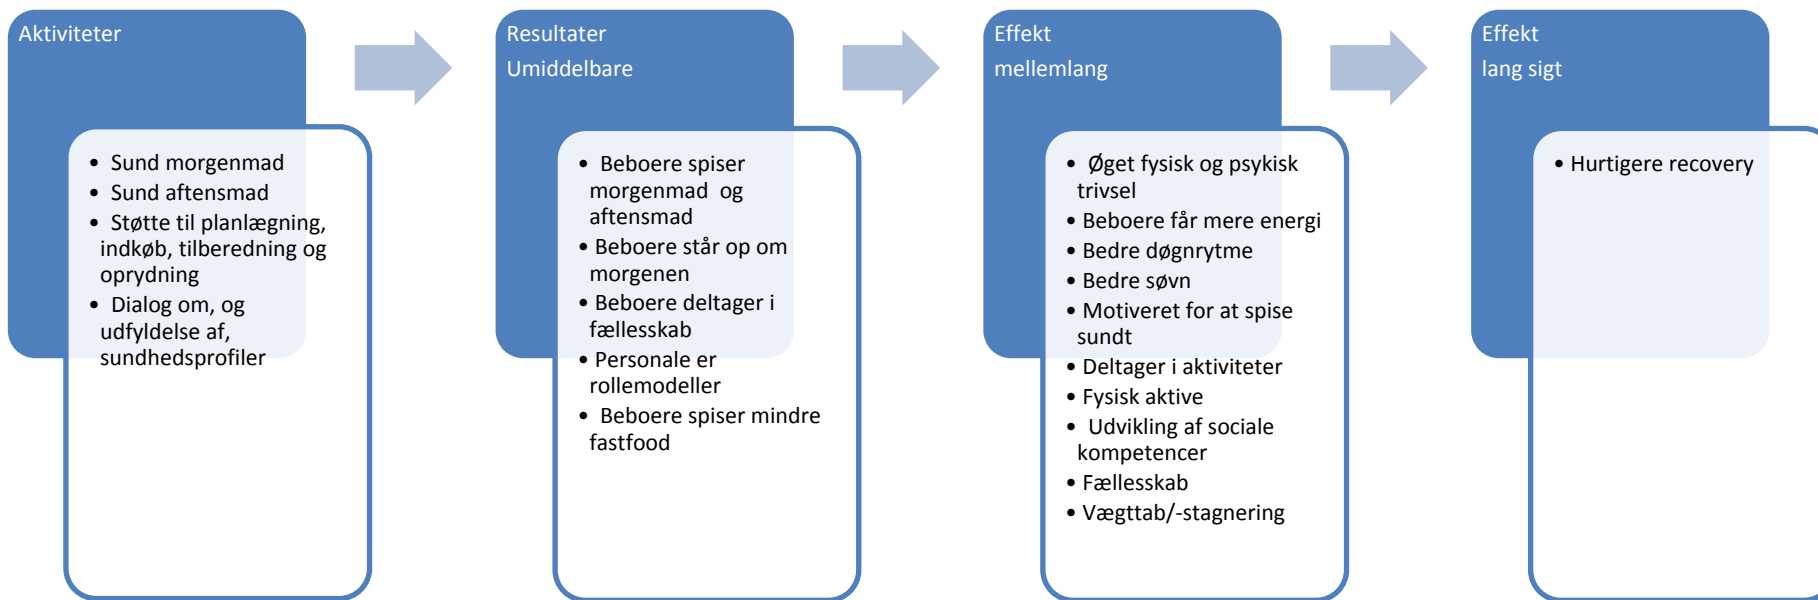 Aktiviteter
• Sund morgenmad
• Sund aftensmad
• Støtte til planlægning,
indkøb, tilberedning og
oprydning
• Dialog om, og
udfyldelse af,
sundhedsprofiler
Resultater
Umiddelbare
• Beboere spiser
morgenmad og
aftensmad
• Beboere står op om
morgenen
• Beboere deltager i
fællesskab
• Personale er
rollemodeller
• Beboere spiser mindre
fastfood
Effekt
mellemlang
• Øget fysisk og psykisk
trivsel
• Beboere får mere energi
• Bedre døgnrytme
• Bedre søvn
• Motiveret for at spise
sundt
• Deltager i aktiviteter
• Fysisk aktive
• Udvikling af sociale
kompetencer
• Fællesskab
• Vægttab/-stagnering
Effekt
lang sigt
• Hurtigere recovery